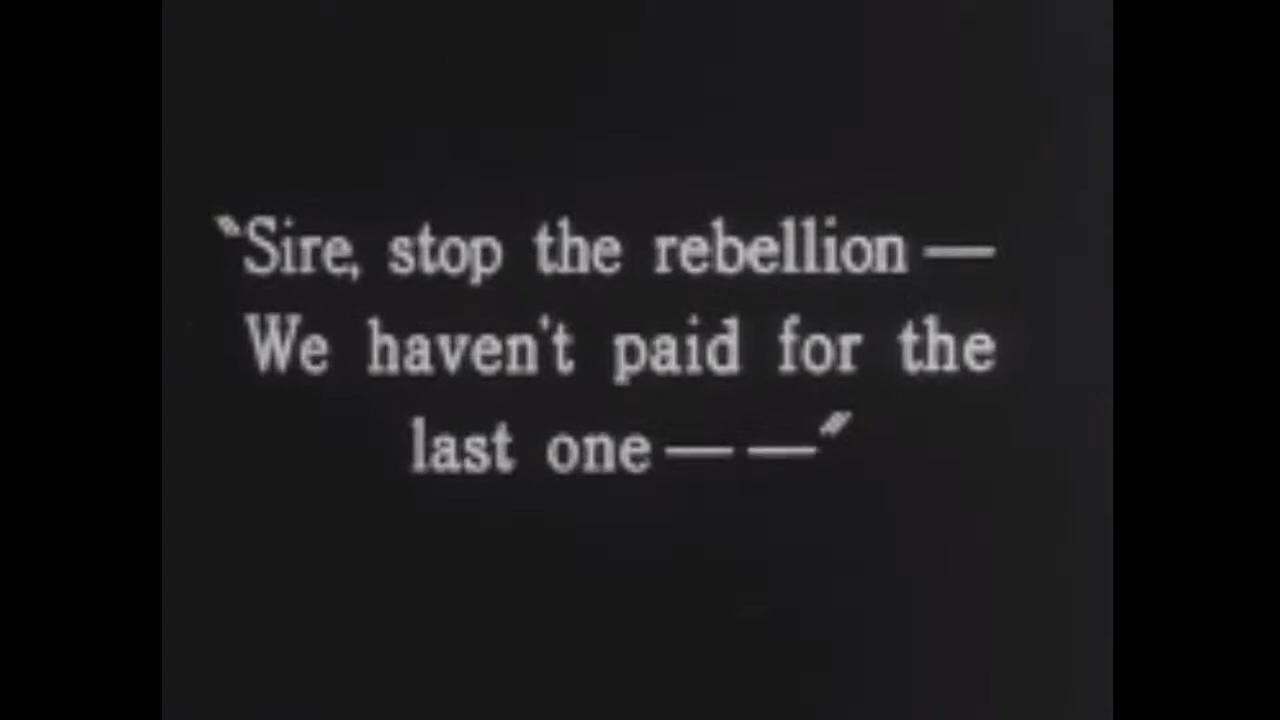 "Sire, stop the rebellion —
We haven't paid for the
last one — —"